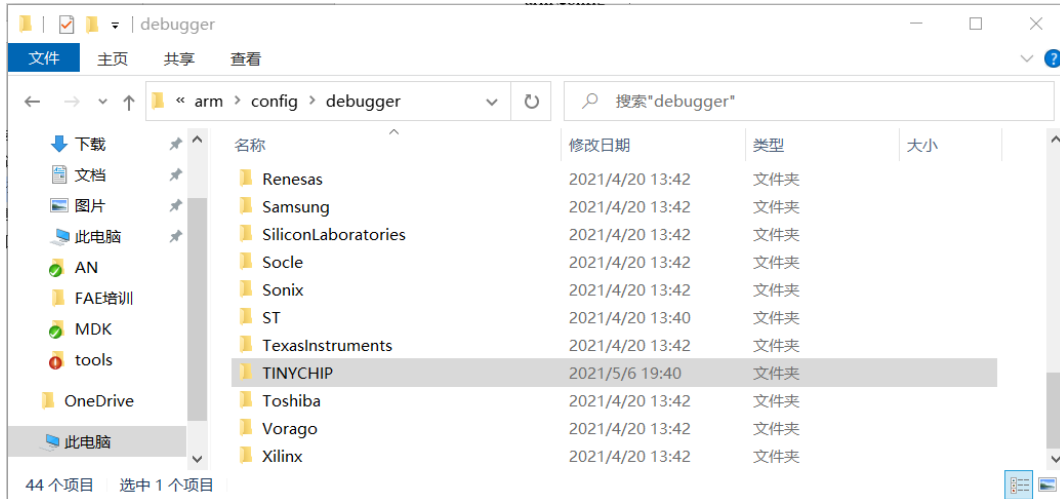 debugger
文件 主页 共享 查看
« arm > config > debugger 搜索"debugger"
名称 修改日期 类型 大小
下载
文档
图片
此电脑
AN
FAE培训
MDK
tools
OneDrive
此电脑
Renesas 2021/4/20 13:42 文件夹
Samsung 2021/4/20 13:42 文件夹
SiliconLaboratories 2021/4/20 13:42 文件夹
Socle 2021/4/20 13:42 文件夹
Sonix 2021/4/20 13:42 文件夹
ST 2021/4/20 13:40 文件夹
TexasInstruments 2021/4/20 13:42 文件夹
TINYCHIP 2021/5/6 19:40 文件夹
Toshiba 2021/4/20 13:42 文件夹
Vorago 2021/4/20 13:42 文件夹
Xilinx 2021/4/20 13:42 文件夹
44 个项目 选中 1 个项目